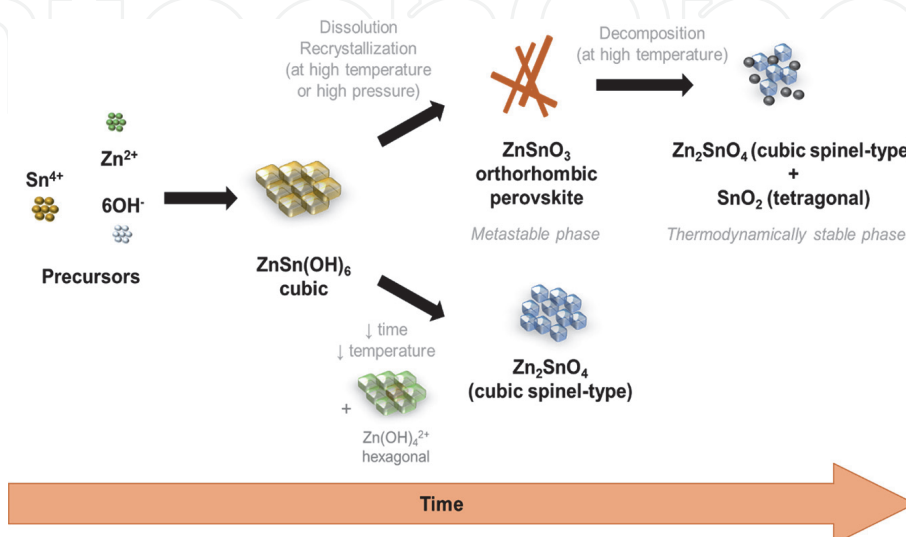 Dissolution
Recrystallization
(at high temperature
or high pressure)
Decomposition
(at high temperature)
Sn⁴⁺
Zn²⁺
6OH⁻
Precursors
ZnSn(OH)₆
cubic
ZnSnO₃
orthorhombic
perovskite
Metastable phase
Zn₂SnO₄ (cubic spinel-type
+
SnO₂ (tetragonal)
Thermodynamically stable phase
↓ time
↓ temperature
+
Zn(OH)₄²⁺
hexagonal
Zn₂SnO₄
(cubic spinel-type)
Time